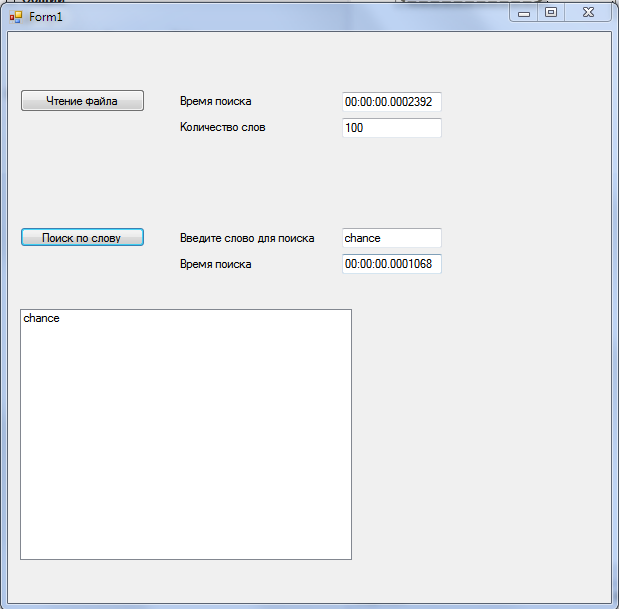 Form1
Чтение файла
Время поиска
00:00:00.0002392
Количество слов
100
Поиск по слову
Введите слово для поиска
chance
Время поиска
00:00:00.0001068
chance